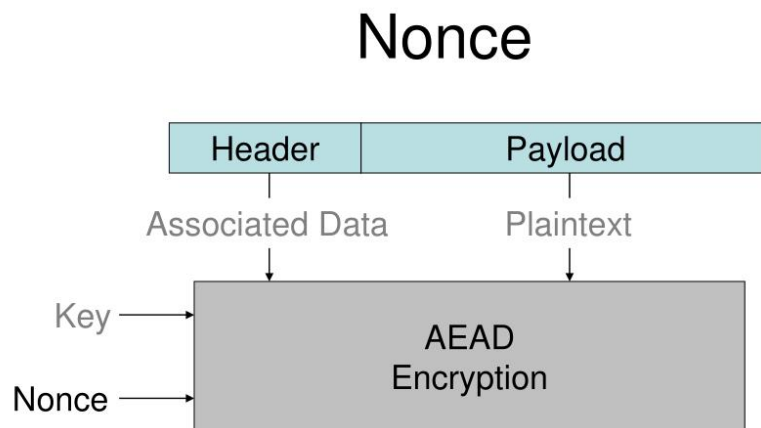 Nonce
Header
Payload
Associated Data
Plaintext
Key
AEAD
Encryption
Nonce